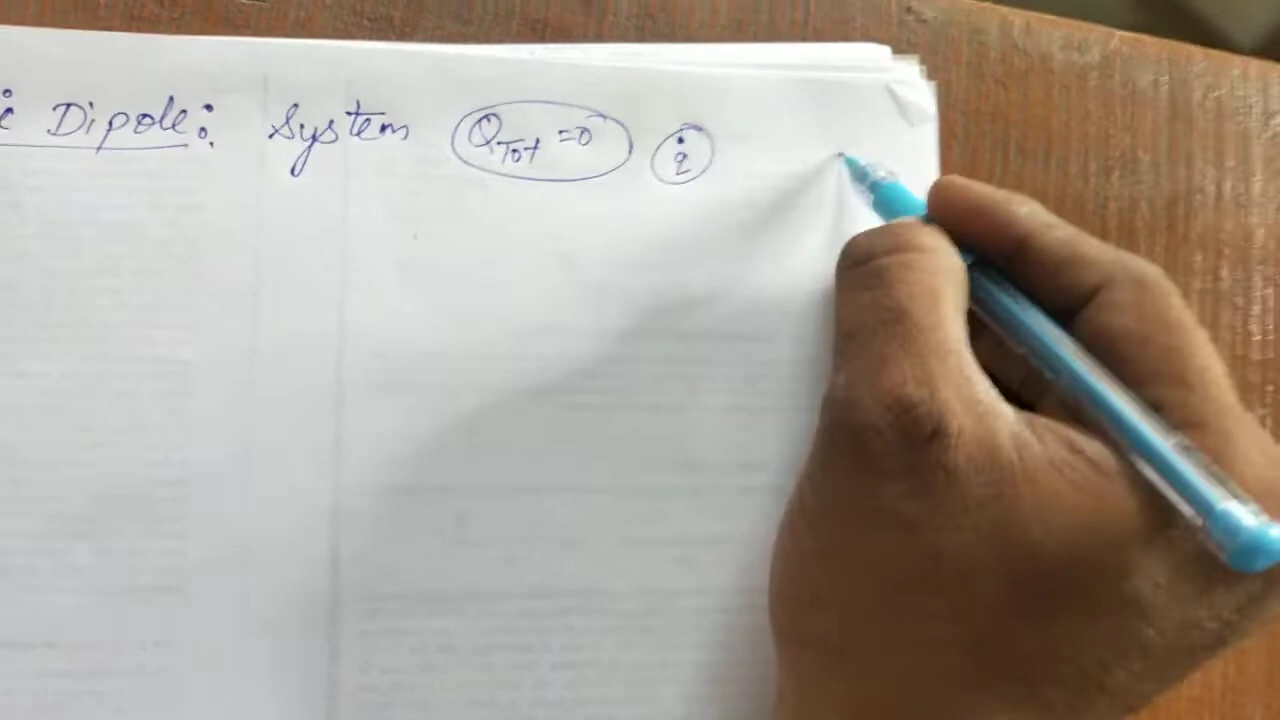 c Dipole: System Q_Tot = 0 q